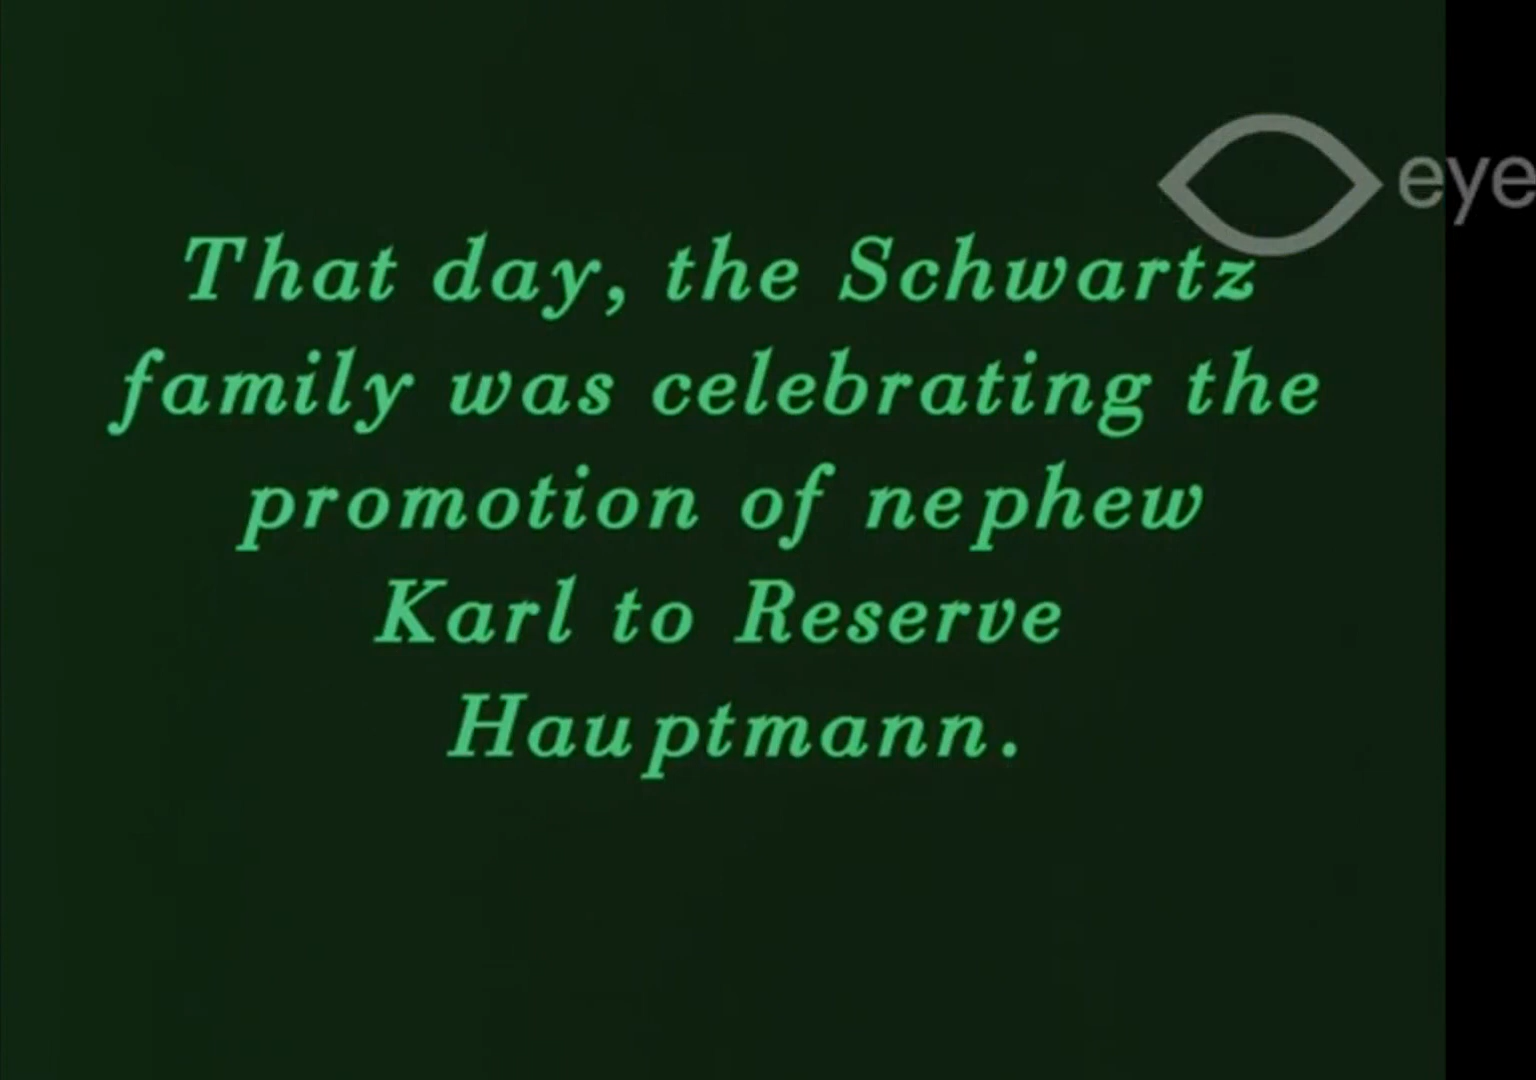 eye
That day, the Schwartz
family was celebrating the
promotion of nephew
Karl to Reserve
Hauptmann.